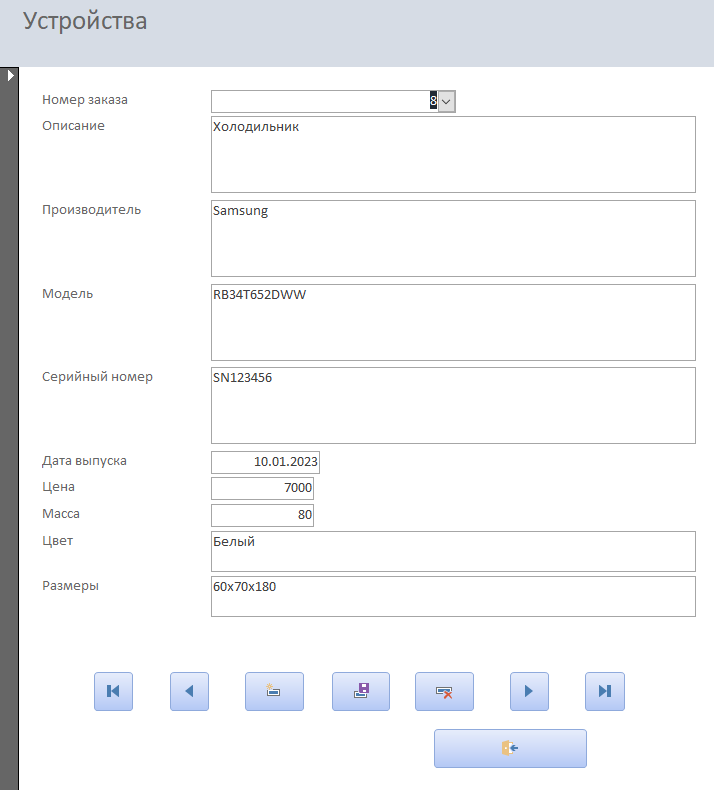 Устройства
Номер заказа 8
Описание Холодильник
Производитель Samsung
Модель RB34T652DWW
Серийный номер SN123456
Дата выпуска 10.01.2023
Цена 7000
Масса 80
Цвет Белый
Размеры 60x70x180